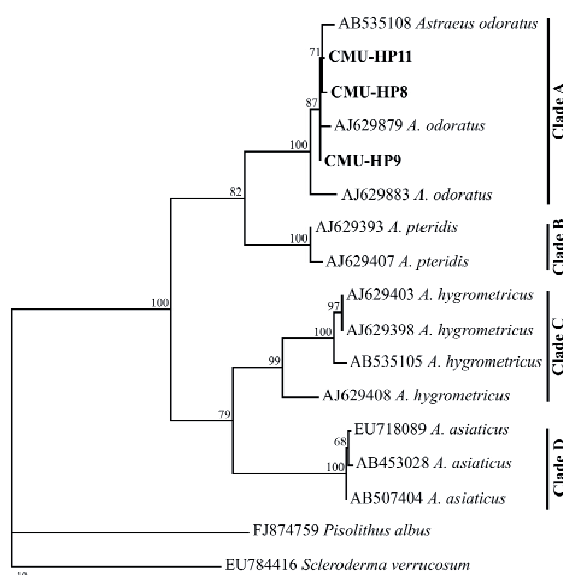 AB535108 Astraeus odoratus
71
CMU-HP11
CMU-HP8
87
AJ629879 A. odoratus
100
CMU-HP9
AJ629883 A. odoratus
Clade A
82
AJ629393 A. pteridis
100
AJ629407 A. pteridis
Clade B
100
AJ629403 A. hygrometricus
97
AJ629398 A. hygrometricus
100
AB535105 A. hygrometricus
99
AJ629408 A. hygrometricus
Clade C
79
EU718089 A. asiaticus
68
AB453028 A. asiaticus
100
AB507404 A. asiaticus
Clade D
FJ874759 Pisolithus albus
EU784416 Scleroderma verrucosum